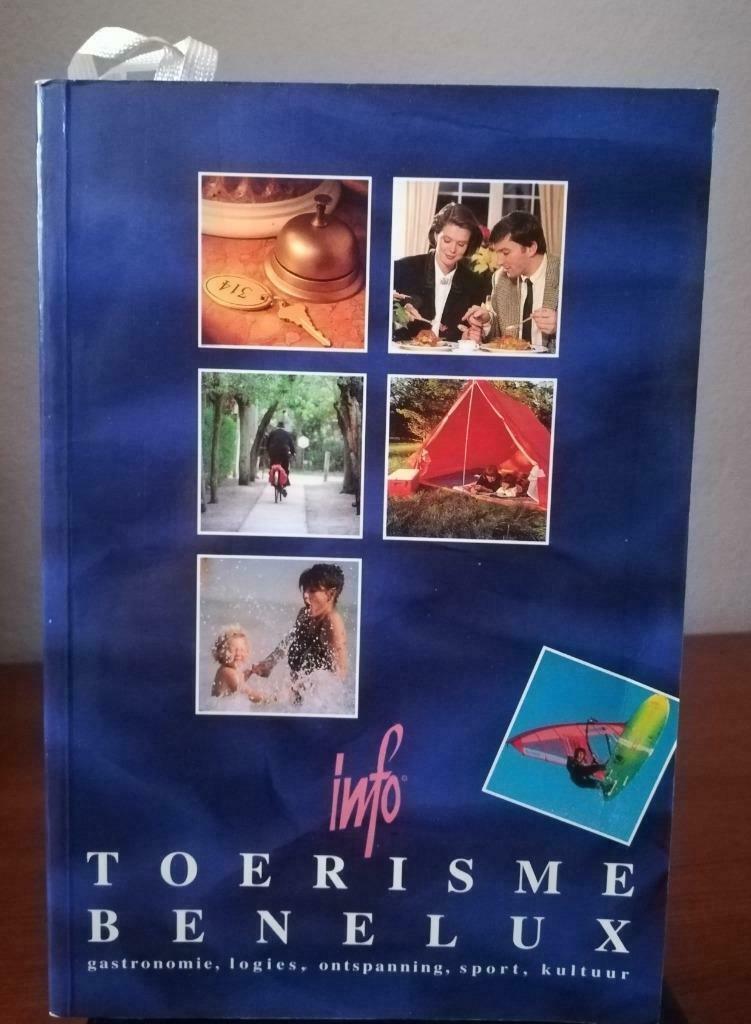 314
info®
TOERISME
BENELUX
gastronomie, logies, ontspanning, sport, kultuur